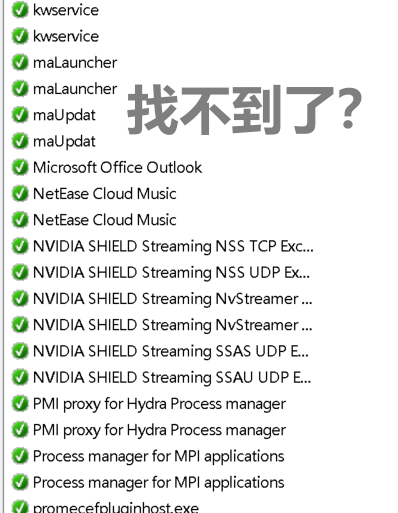 kwservice
kwservice
maLauncher
maLauncher
找不到了?
maUpdat
maUpdat
Microsoft Office Outlook
NetEase Cloud Music
NetEase Cloud Music
NVIDIA SHIELD Streaming NSS TCP Exc...
NVIDIA SHIELD Streaming NSS UDP Ex...
NVIDIA SHIELD Streaming NvStreamer ...
NVIDIA SHIELD Streaming NvStreamer ...
NVIDIA SHIELD Streaming SSAS UDP E...
NVIDIA SHIELD Streaming SSAU UDP E...
PMI proxy for Hydra Process manager
PMI proxy for Hydra Process manager
Process manager for MPI applications
Process manager for MPI applications
promecefpluginhost.exe